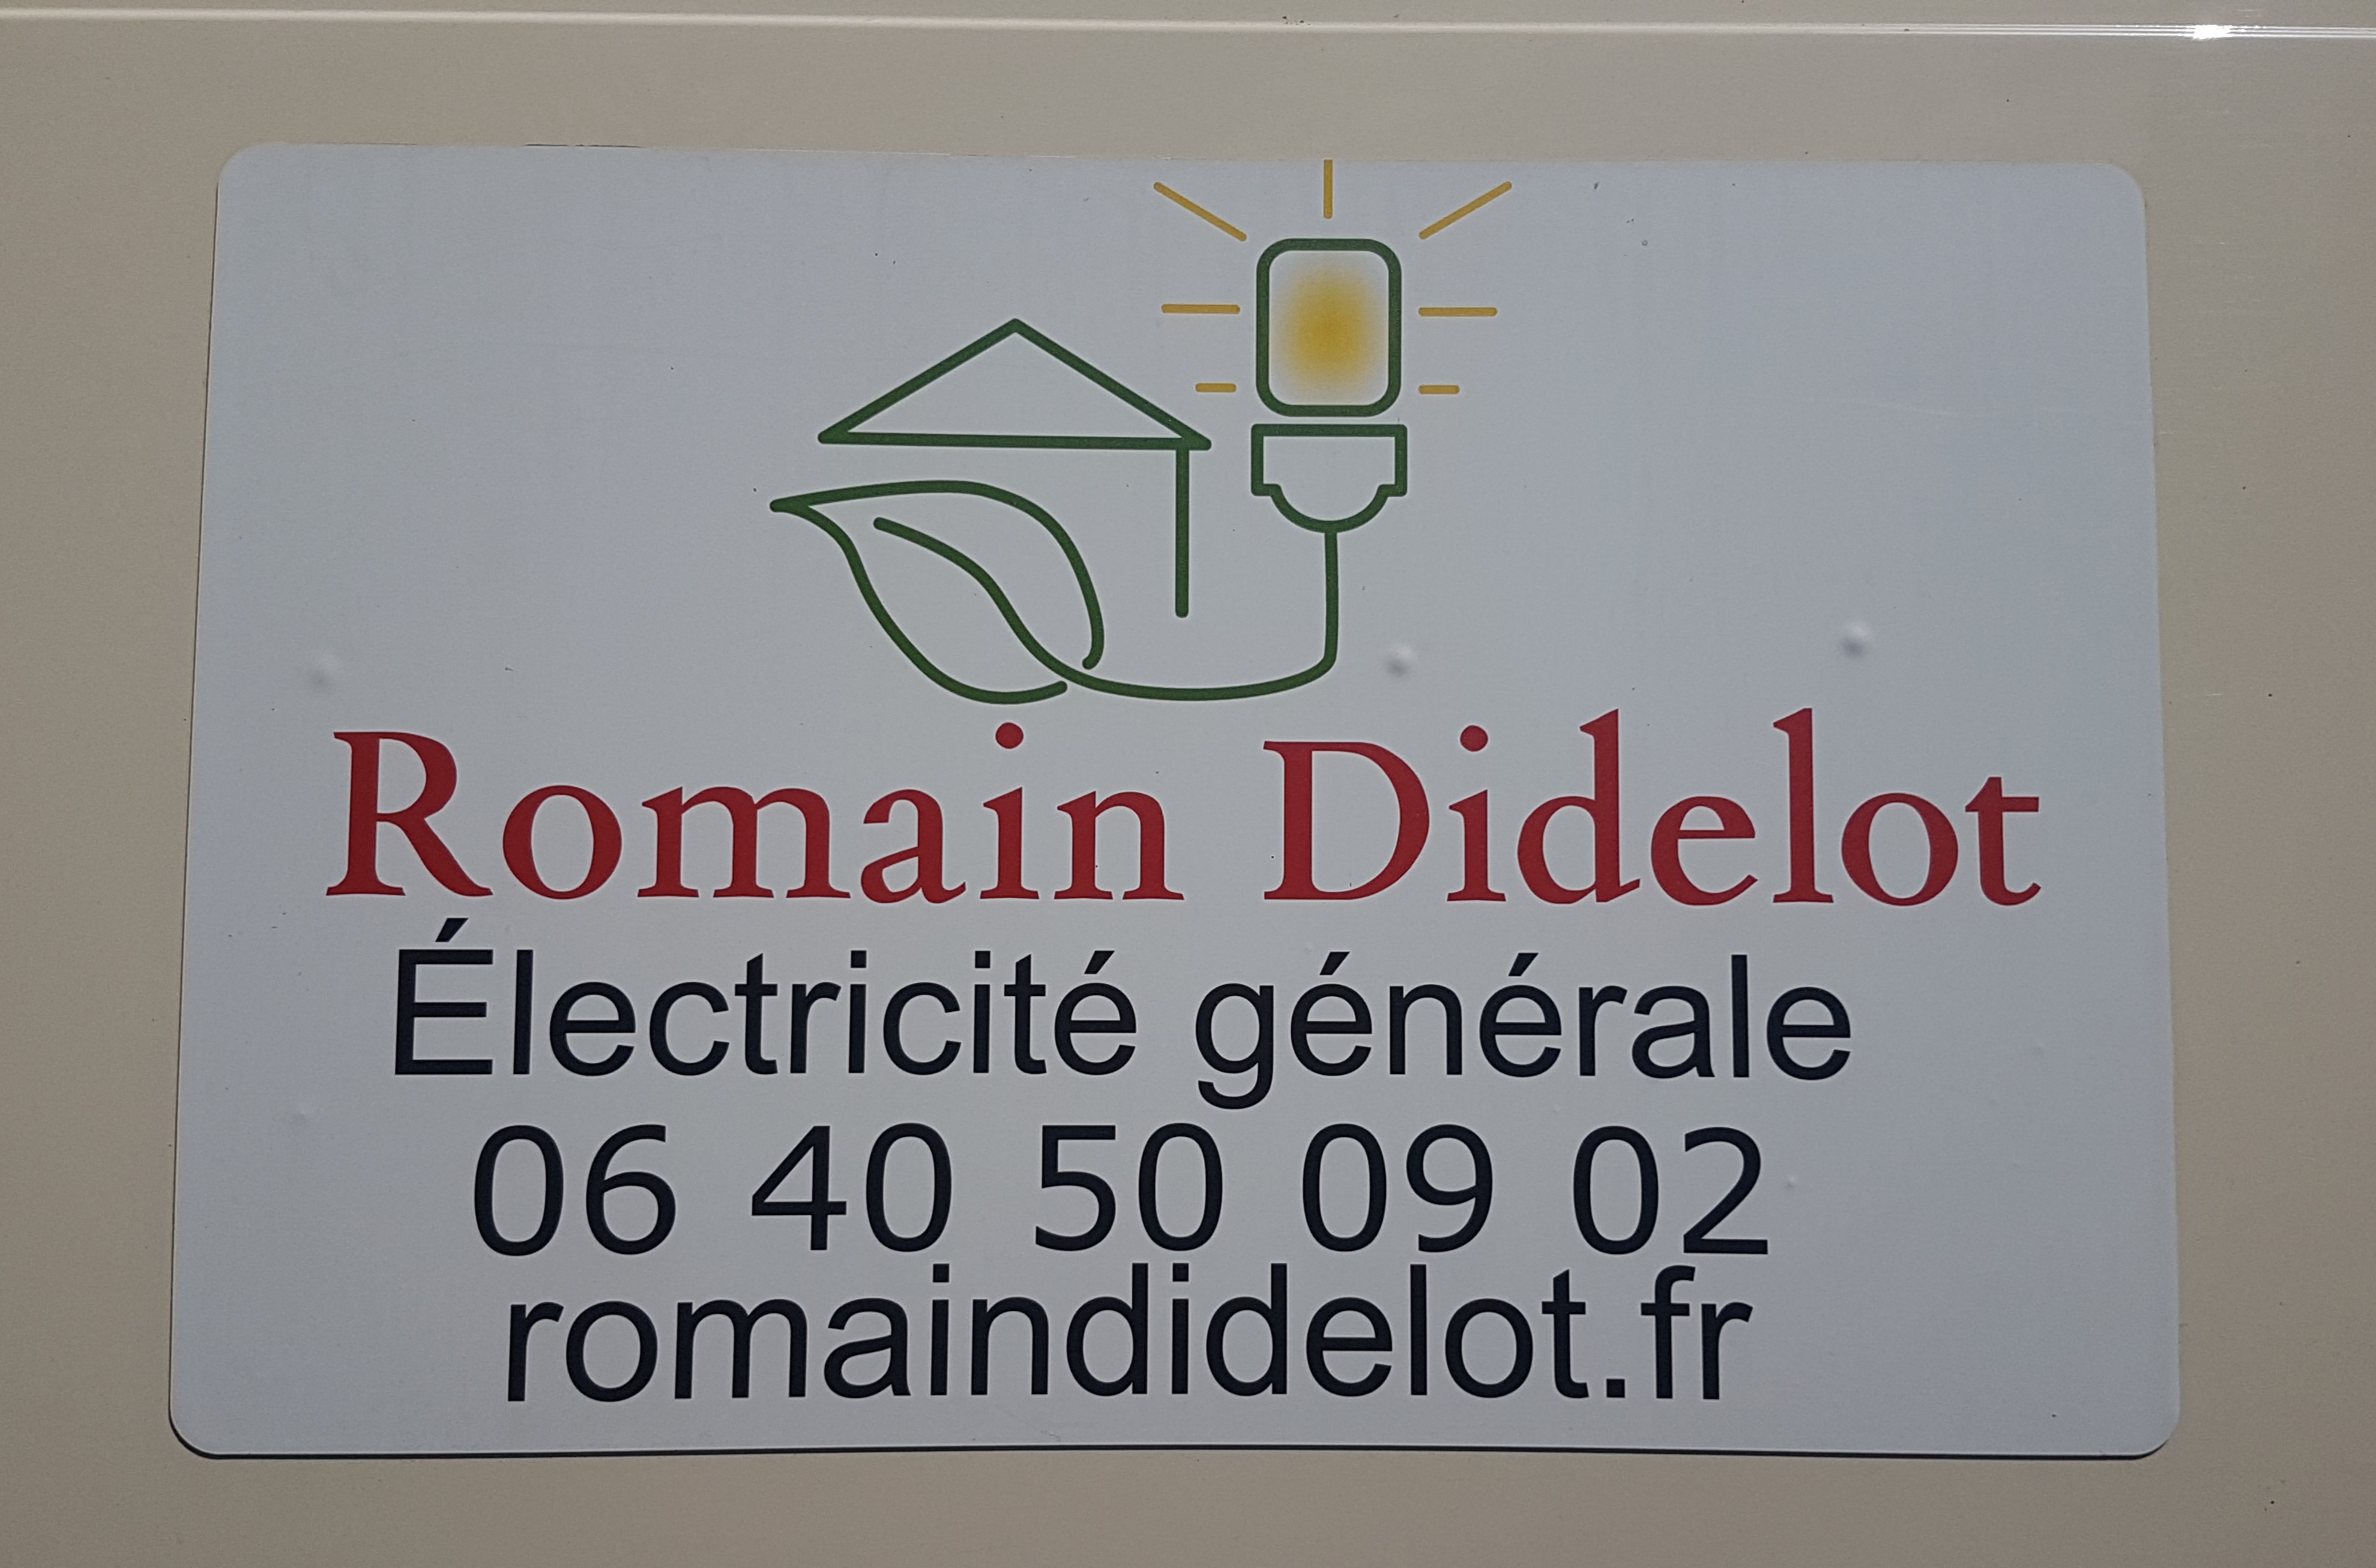 Romain Didelot
Électricité générale
06 40 50 09 02
romaindidelot.fr